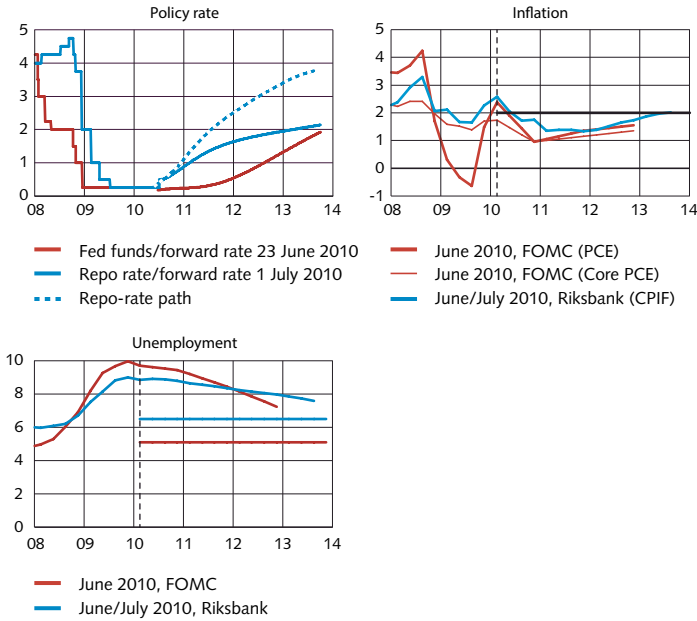 Policy rate
5
4
3
2
1
0
08 09 10 11 12 13 14
Fed funds/forward rate 23 June 2010
Repo rate/forward rate 1 July 2010
Repo-rate path
Inflation
5
4
3
2
1
0
-1
08 09 10 11 12 13 14
June 2010, FOMC (PCE)
June 2010, FOMC (Core PCE)
June/July 2010, Riksbank (CPIF)
Unemployment
10
8
6
4
2
0
08 09 10 11 12 13 14
June 2010, FOMC
June/July 2010, Riksbank